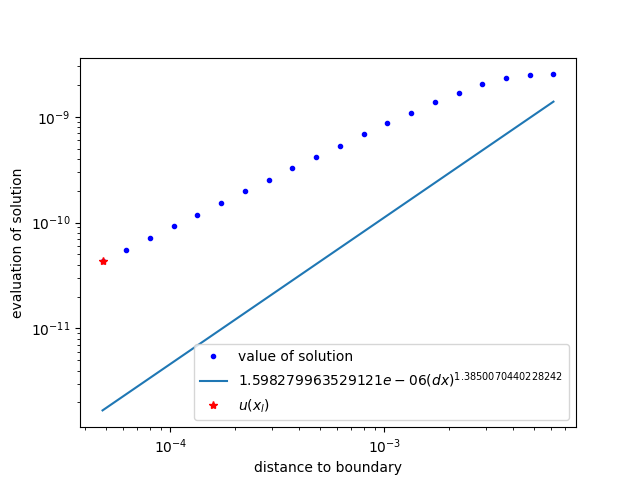 10⁻⁹
10⁻¹⁰
10⁻¹¹
evaluation of solution
value of solution
1.598279963529121e − 06(dx)¹·³⁸⁵⁰⁰⁷⁰⁴⁴⁰²²⁸²⁴²
u(xₗ)
10⁻⁴
10⁻³
distance to boundary